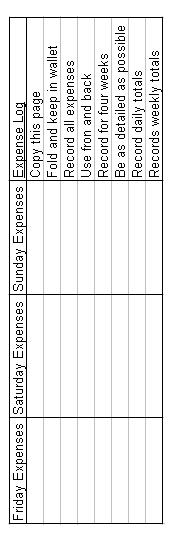 Expense Log
Copy this page
Fold and keep in wallet
Record all expenses
Use fron and back
Record for four weeks
Be as detailed as possible
Record daily totals
Records weekly totals
Sunday Expenses
Saturday Expenses
Friday Expenses